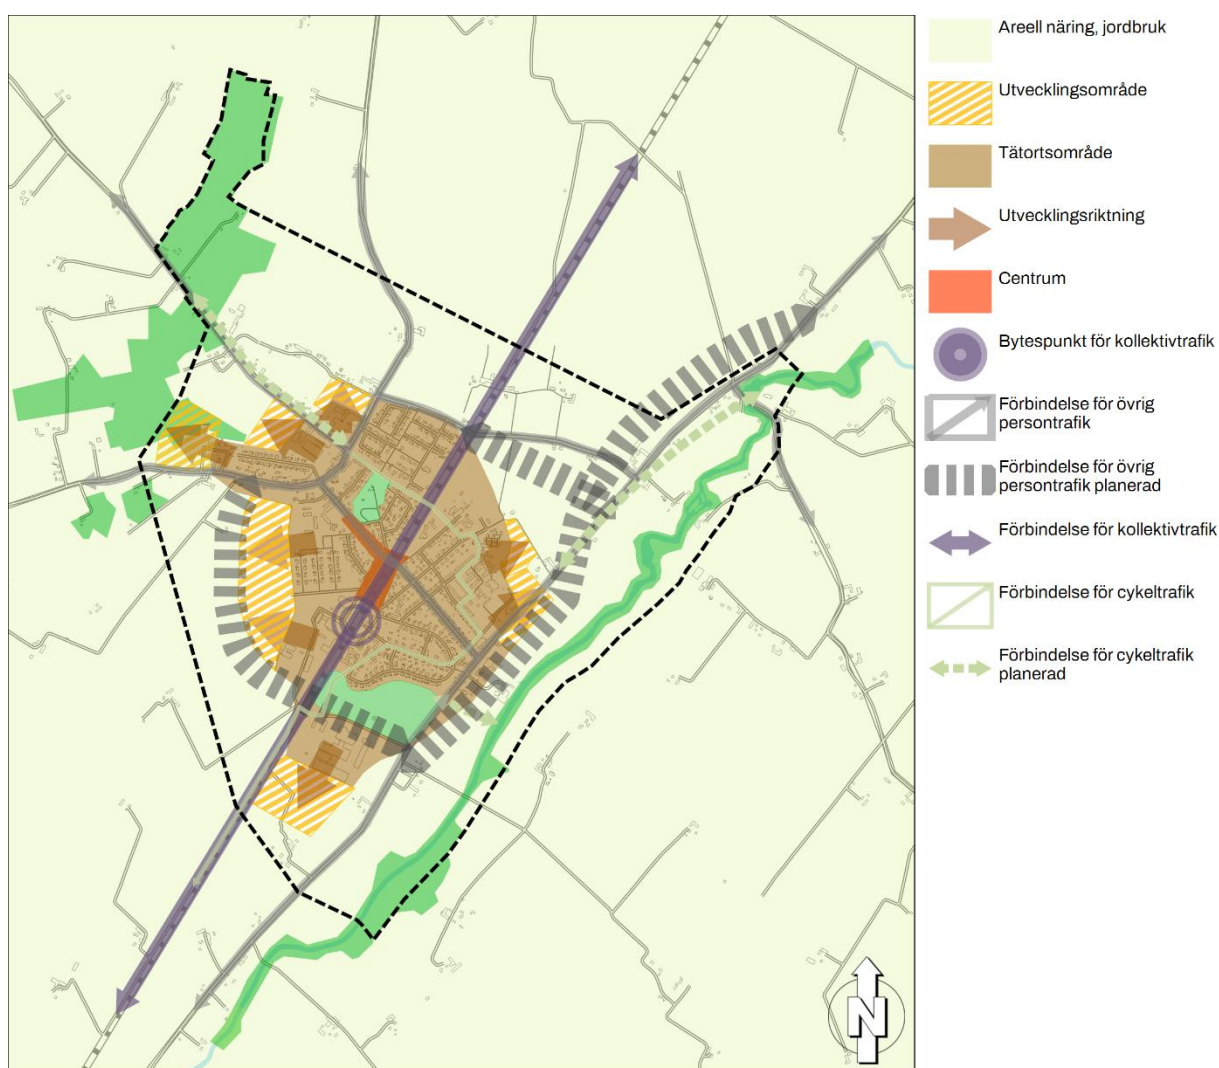 Areell näring, jordbruk
Utvecklingsområde
Tätortsområde
Utvecklingsriktning
Centrum
Bytespunkt för kollektivtrafik
Förbindelse för övrig
persontrafik
Förbindelse för övrig
persontrafik planerad
Förbindelse för kollektivtrafik
Förbindelse för cykeltrafik
Förbindelse för cykeltrafik
planerad
N